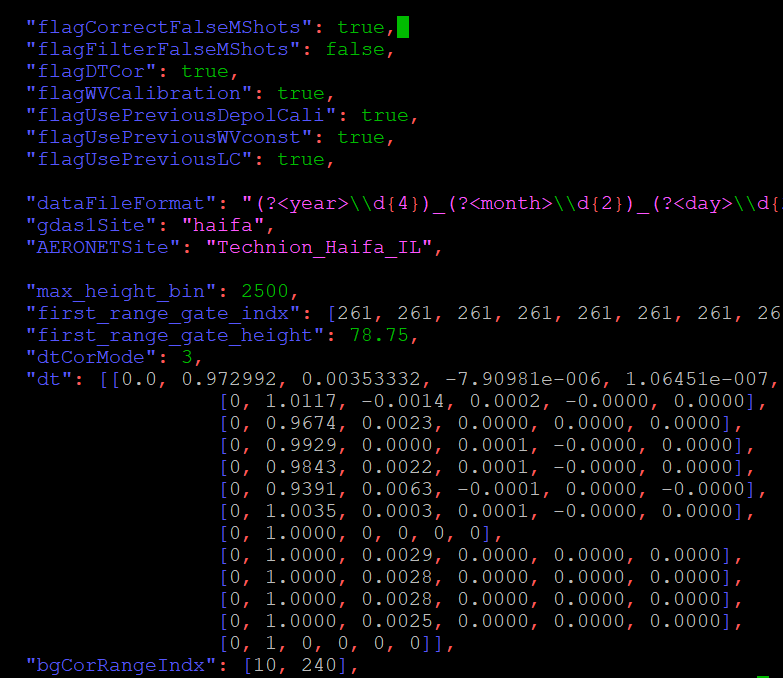 "flagCorrectFalseMShots": true,
"flagFilterFalseMShots": false,
"flagDTCor": true,
"flagWVCalibration": true,
"flagUsePreviousDepolCali": true,
"flagUsePreviousWVconst": true,
"flagUsePreviousLC": true,
"dataFileFormat": "(?<year>\\d{4})_(?<month>\\d{2})_(?<day>\\d{
"gdas1Site": "haifa",
"AERONETSite": "Technion_Haifa_IL",
"max_height_bin": 2500,
"first_range_gate_indx": [261, 261, 261, 261, 261, 261, 261, 26
"first_range_gate_height": 78.75,
"dtCorMode": 3,
"dt": [[0.0, 0.972992, 0.00353332, -7.90981e-006, 1.06451e-007,
[0, 1.0117, -0.0014, 0.0002, -0.0000, 0.0000],
[0, 0.9674, 0.0023, 0.0000, 0.0000, 0.0000],
[0, 0.9929, 0.0000, 0.0001, -0.0000, 0.0000],
[0, 0.9843, 0.0022, 0.0001, -0.0000, 0.0000],
[0, 0.9391, 0.0063, -0.0001, 0.0000, -0.0000],
[0, 1.0035, 0.0003, 0.0001, -0.0000, 0.0000],
[0, 1.0000, 0, 0, 0, 0],
[0, 1.0000, 0.0029, 0.0000, 0.0000, 0.0000],
[0, 1.0000, 0.0028, 0.0000, 0.0000, 0.0000],
[0, 1.0000, 0.0028, 0.0000, 0.0000, 0.0000],
[0, 1.0000, 0.0025, 0.0000, 0.0000, 0.0000],
[0, 1, 0, 0, 0, 0]],
"bgCorRangeIndx": [10, 240],